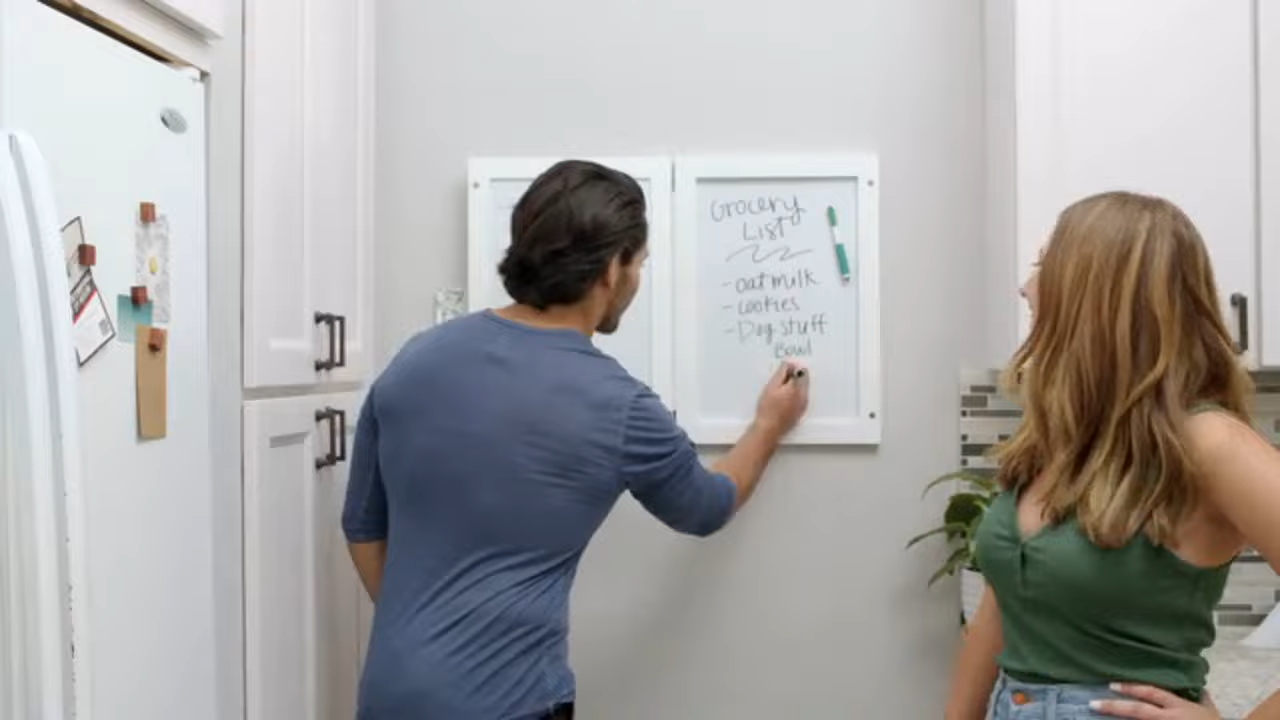 Grocery
List
- oat milk
- cookies
- Dog stuff
Bowl